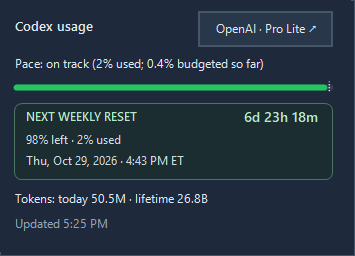 Codex usage
OpenAI · Pro Lite ↗
Pace: on track (2% used; 0.4% budgeted so far)
NEXT WEEKLY RESET
6d 23h 18m
98% left · 2% used
Thu, Oct 29, 2026 · 4:43 PM ET
Tokens: today 50.5M · lifetime 26.8B
Updated 5:25 PM